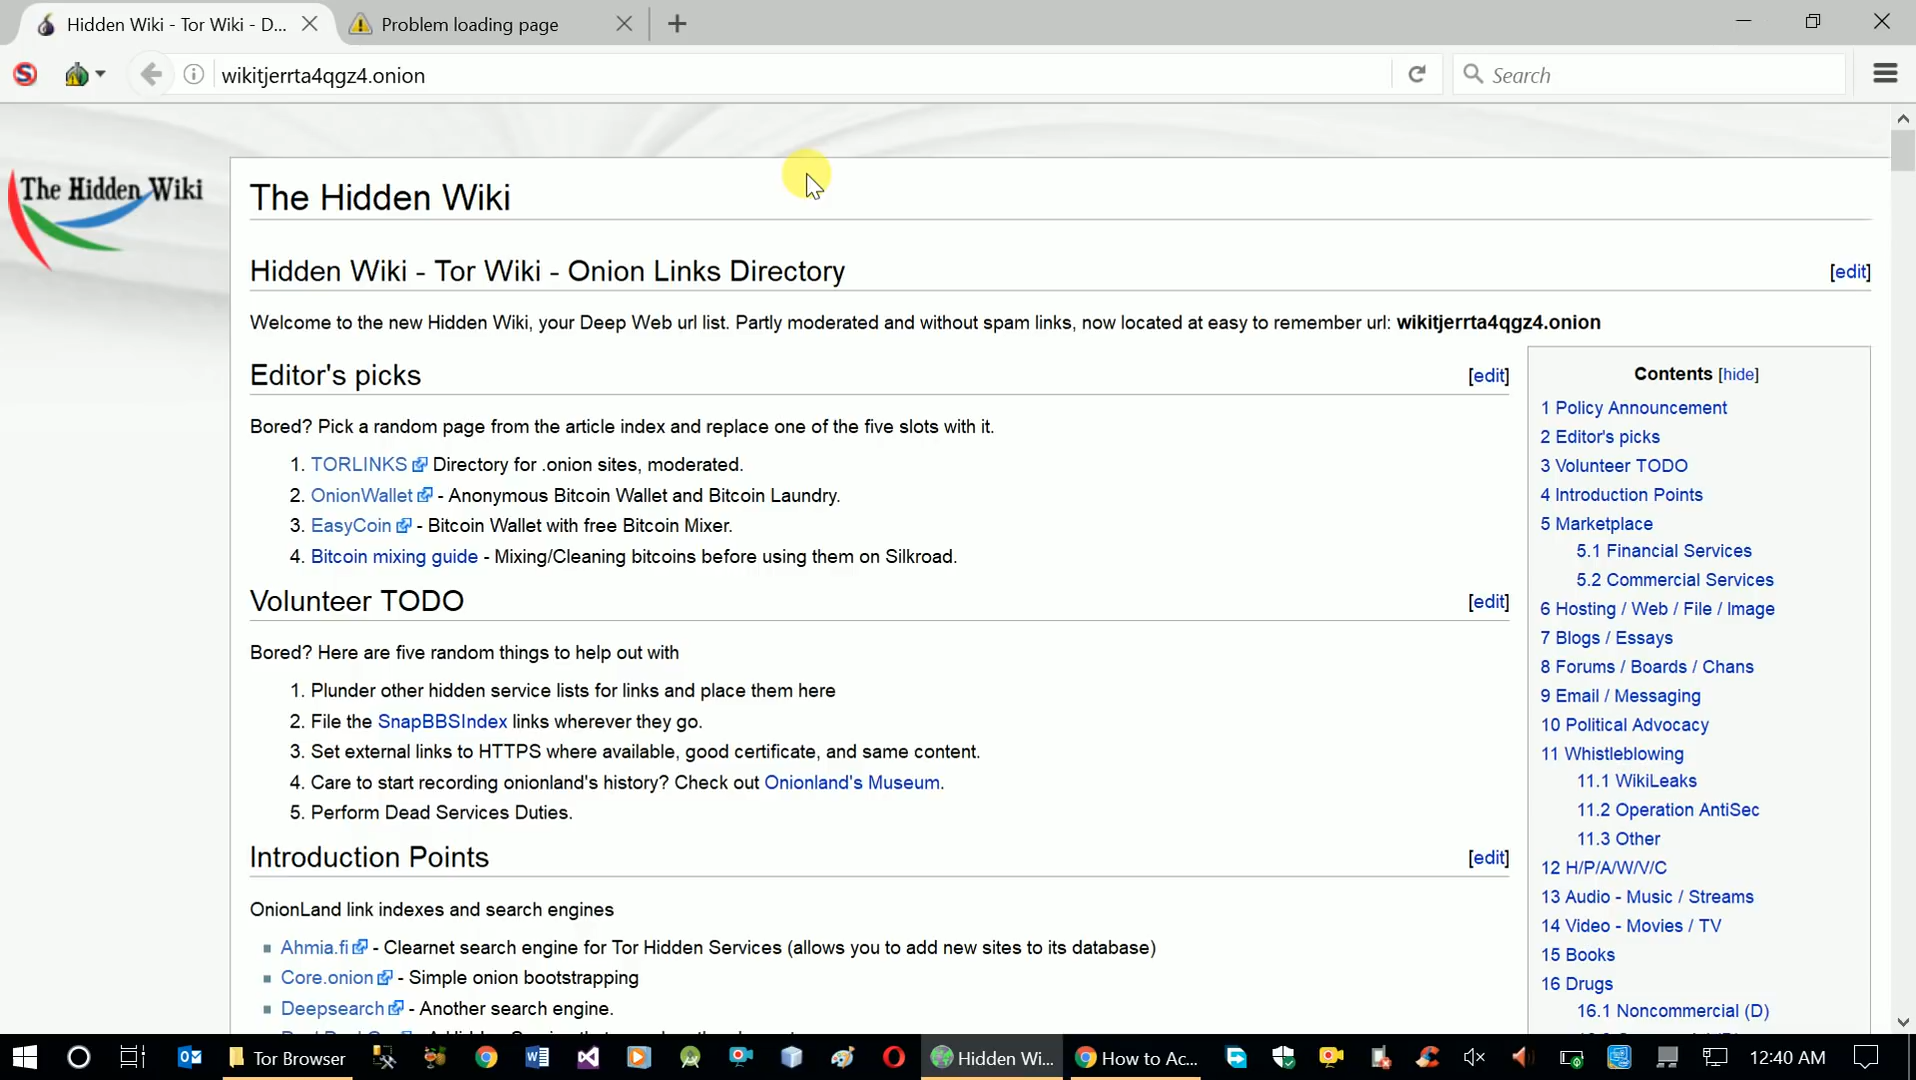 Hidden Wiki - Tor Wiki - D...
Problem loading page
wikitjerrta4qgz4.onion
Search
The Hidden Wiki
The Hidden Wiki
Hidden Wiki - Tor Wiki - Onion Links Directory
[edit]
Welcome to the new Hidden Wiki, your Deep Web url list. Partly moderated and without spam links, now located at easy to remember url: wikitjerrta4qgz4.onion
Editor's picks
[edit]
Bored? Pick a random page from the article index and replace one of the five slots with it.
1. TORLINKS Directory for .onion sites, moderated.
2. OnionWallet - Anonymous Bitcoin Wallet and Bitcoin Laundry.
3. EasyCoin - Bitcoin Wallet with free Bitcoin Mixer.
4. Bitcoin mixing guide - Mixing/Cleaning bitcoins before using them on Silkroad.
Volunteer TODO
[edit]
Bored? Here are five random things to help out with
1. Plunder other hidden service lists for links and place them here
2. File the SnapBBSIndex links wherever they go.
3. Set external links to HTTPS where available, good certificate, and same content.
4. Care to start recording onionland's history? Check out Onionland's Museum.
5. Perform Dead Services Duties.
Introduction Points
[edit]
OnionLand link indexes and search engines
Ahmia.fi - Clearnet search engine for Tor Hidden Services (allows you to add new sites to its database)
Core.onion - Simple onion bootstrapping
Deepsearch - Another search engine.
Contents [hide]
1 Policy Announcement
2 Editor's picks
3 Volunteer TODO
4 Introduction Points
5 Marketplace
5.1 Financial Services
5.2 Commercial Services
6 Hosting / Web / File / Image
7 Blogs / Essays
8 Forums / Boards / Chans
9 Email / Messaging
10 Political Advocacy
11 Whistleblowing
11.1 WikiLeaks
11.2 Operation AntiSec
11.3 Other
12 H/P/A/W/V/C
13 Audio - Music / Streams
14 Video - Movies / TV
15 Books
16 Drugs
16.1 Noncommercial (D)
Tor Browser
Hidden Wi...
How to Ac...
12:40 AM